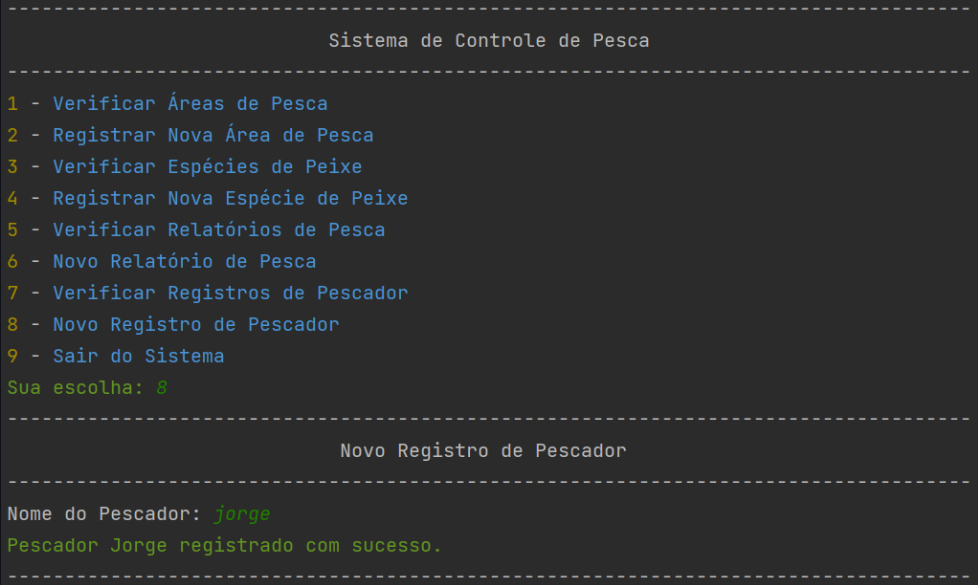 Sistema de Controle de Pesca
1 - Verificar Áreas de Pesca
2 - Registrar Nova Área de Pesca
3 - Verificar Espécies de Peixe
4 - Registrar Nova Espécie de Peixe
5 - Verificar Relatórios de Pesca
6 - Novo Relatório de Pesca
7 - Verificar Registros de Pescador
8 - Novo Registro de Pescador
9 - Sair do Sistema
Sua escolha: 8
Novo Registro de Pescador
Nome do Pescador: jorge
Pescador Jorge registrado com sucesso.